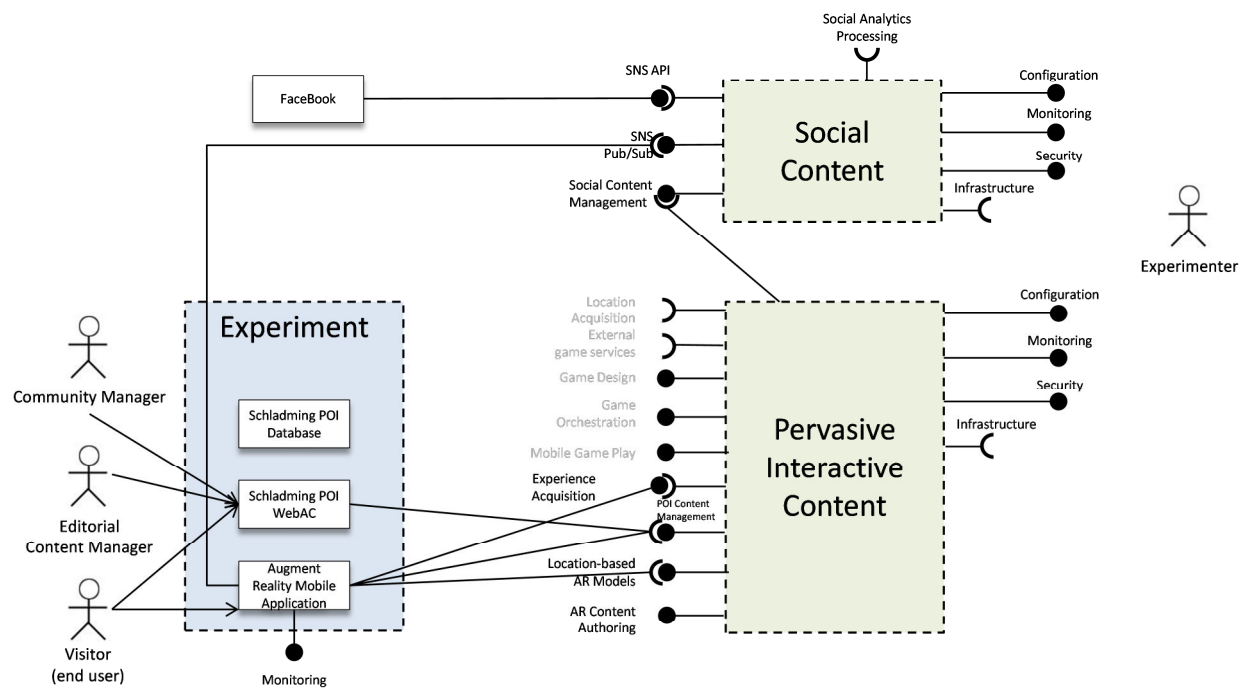 Social Analytics
Processing
SNS API
FaceBook
SNS
Pub/Sub
Social Content
Management
Social
Content
Configuration
Monitoring
Security
Infrastructure
Experimenter
Experiment
Community Manager
Schladming POI
Database
Editorial
Content Manager
Schladming POI
WebAC
Augment
Reality Mobile
Application
Visitor
(end user)
Monitoring
Location
Acquisition
External
game services
Game Design
Game
Orchestration
Mobile Game Play
Experience
Acquisition
POI Content
Management
Location-based
AR Models
AR Content
Authoring
Pervasive
Interactive
Content
Configuration
Monitoring
Security
Infrastructure